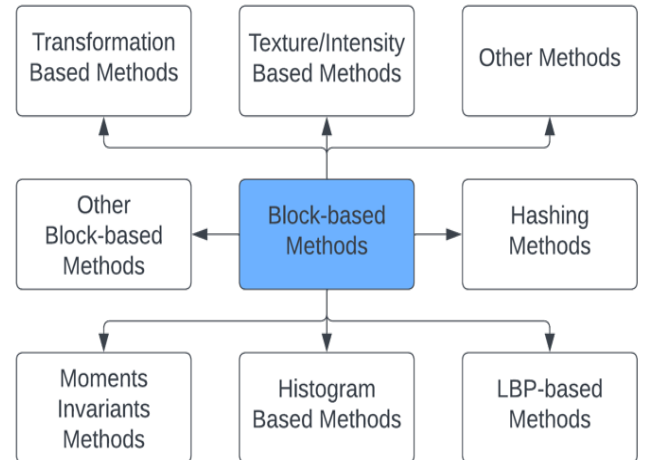 Transformation
Based Methods
Texture/Intensity
Based Methods
Other Methods
Other
Block-based
Methods
Block-based
Methods
Hashing
Methods
Moments
Invariants
Methods
Histogram
Based Methods
LBP-based
Methods